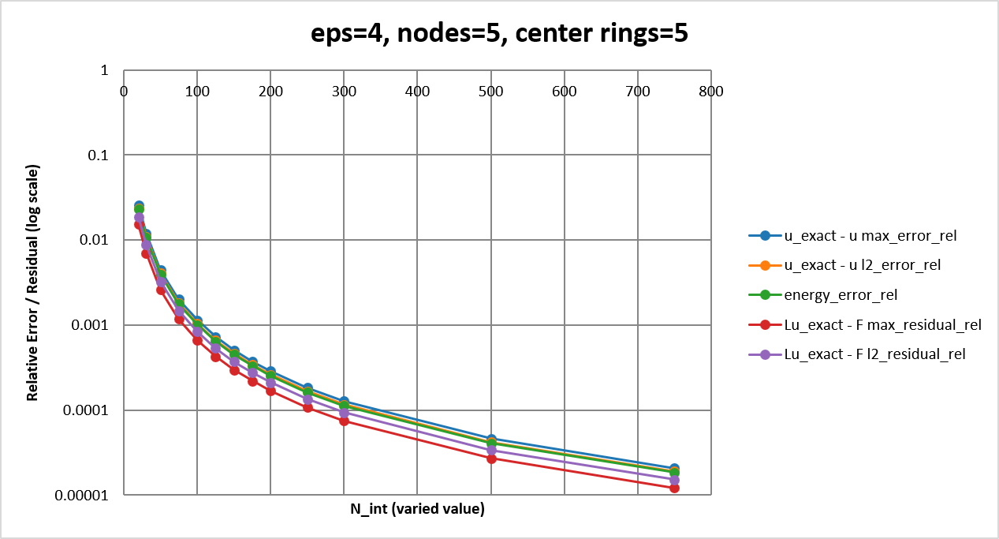 eps=4, nodes=5, center rings=5
Relative Error / Residual (log scale)
1
0.1
0.01
0.001
0.0001
0.00001
0 100 200 300 400 500 600 700 800
N_int (varied value)
u_exact - u max_error_rel
u_exact - u l2_error_rel
energy_error_rel
Lu_exact - F max_residual_rel
Lu_exact - F l2_residual_rel